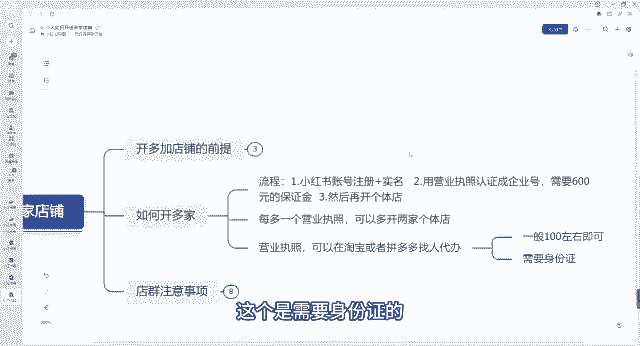 开多加店铺的前提
3
流程：1.小红书账号注册+实名 2.用营业执照认证成企业号，需要600
元的保证金 3.然后再开个体店
家店铺
如何开多家
每多一个营业执照，可以多开两家个体店
营业执照，可以在淘宝或者拼多多找人代办
一般100左右即可
需要身份证
店群注意事项
8
这个是需要身份证的